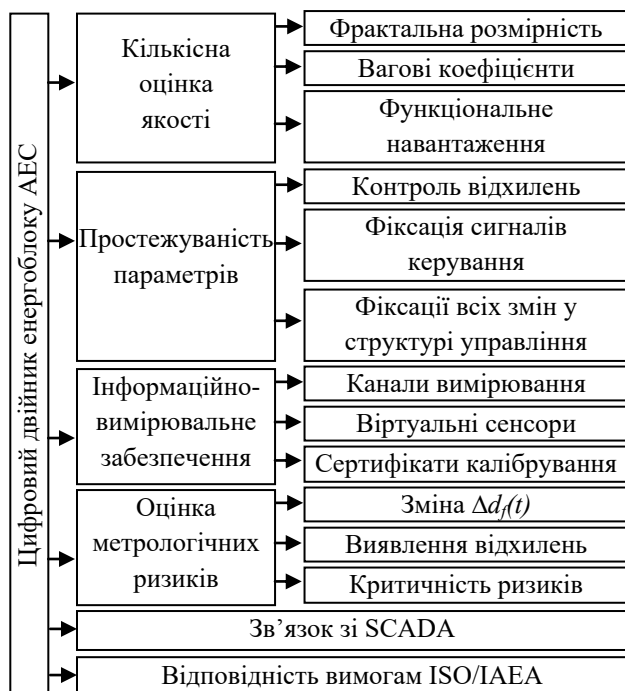 Цифровий двійник енергоблоку АЕС
Кількісна
оцінка
якості
Фрактальна розмірність
Вагові коефіцієнти
Функціональне
навантаження
Простежуваність
параметрів
Контроль відхилень
Фіксація сигналів
керування
Фіксації всіх змін у
структурі управління
Інформаційно-
вимірювальне
забезпечення
Канали вимірювання
Віртуальні сенсори
Сертифікати калібрування
Оцінка
метрологічних
ризиків
Зміна Δd_f(t)
Виявлення відхилень
Критичність ризиків
Зв’язок зі SCADA
Відповідність вимогам ISO/IAEA